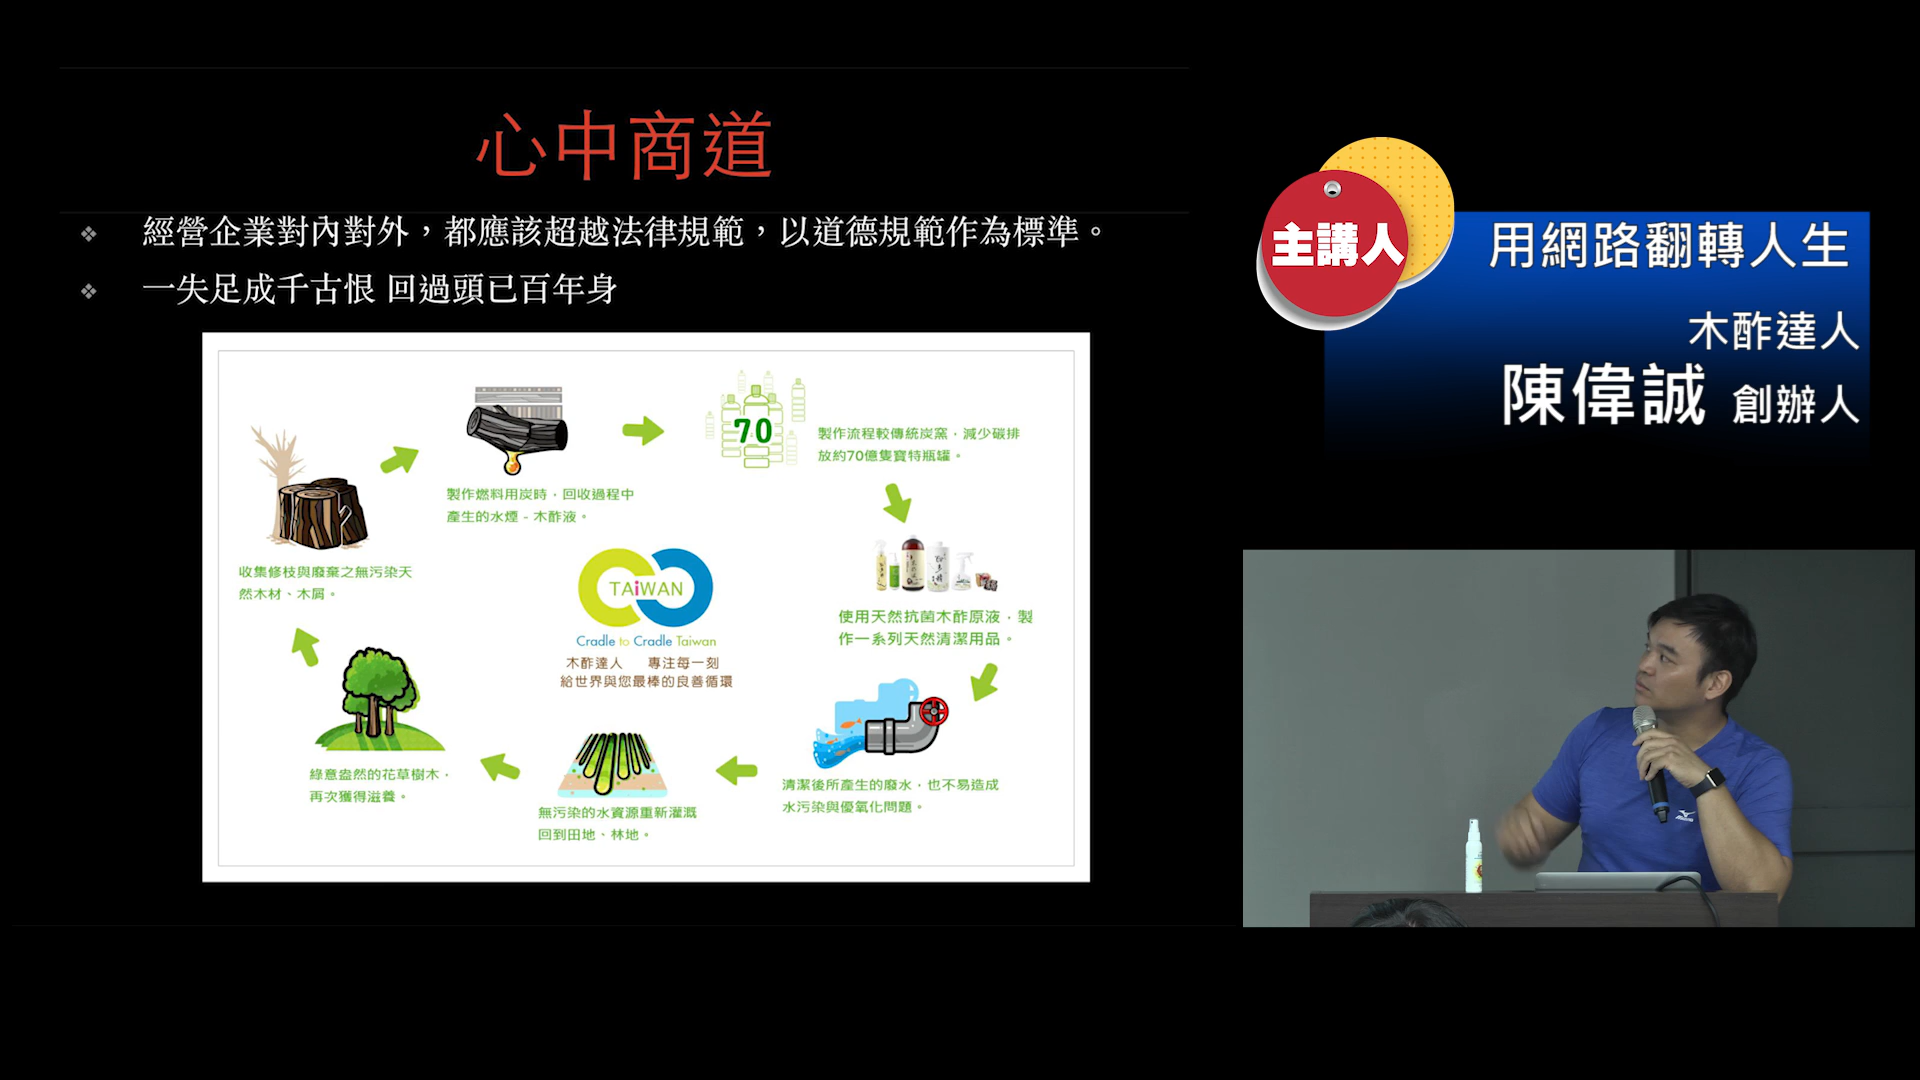 心中商道
❖ 經營企業對內對外，都應該超越法律規範，以道德規範作為標準。
❖ 一失足成千古恨 回過頭已百年身
製作燃料用炭時，回收過程中
產生的水煙 - 木酢液。
70
製作流程較傳統炭窯，減少碳排
放約70億隻寶特瓶罐。
使用天然抗菌木酢原液，製
作一系列天然清潔用品。
清潔後所產生的廢水，也不易造成
水污染與優氧化問題。
無污染的水資源重新灌溉
回到田地、林地。
綠意盎然的花草樹木，
再次獲得滋養。
收集修枝與廢棄之無污染天
然木材、木屑。
TAiWAN
Cradle to Cradle Taiwan
木酢達人 專注每一刻
給世界與您最棒的良善循環
主講人
用網路翻轉人生
木酢達人
陳偉誠 創辦人